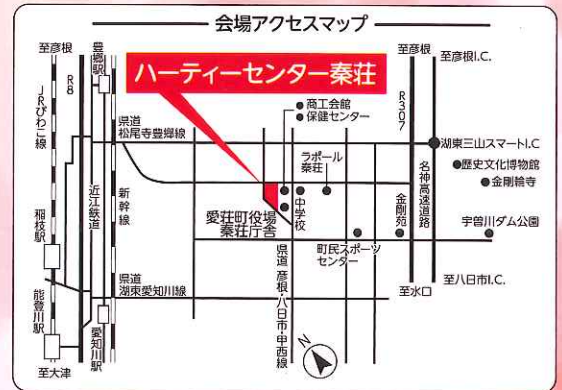 会場アクセスマップ
ハーティーセンター秦荘
至彦根
豊郷駅
R8
JRびわこ線
近江鉄道
新幹線
県道
松尾寺豊郷線
商工会館
保健センター
ラポール
秦荘
中学校
愛荘町役場
秦荘庁舎
至彦根
至彦根I.C.
R307
湖東三山スマートI.C
名神高速道路
歴史文化博物館
金剛輪寺
金剛苑
宇曽川ダム公園
町民スポーツ
センター
県道 彦根・八日市・甲西線
稲枝駅
県道
湖東愛知川線
能登川駅
愛知川駅
至大津
至水口
至八日市I.C.
N